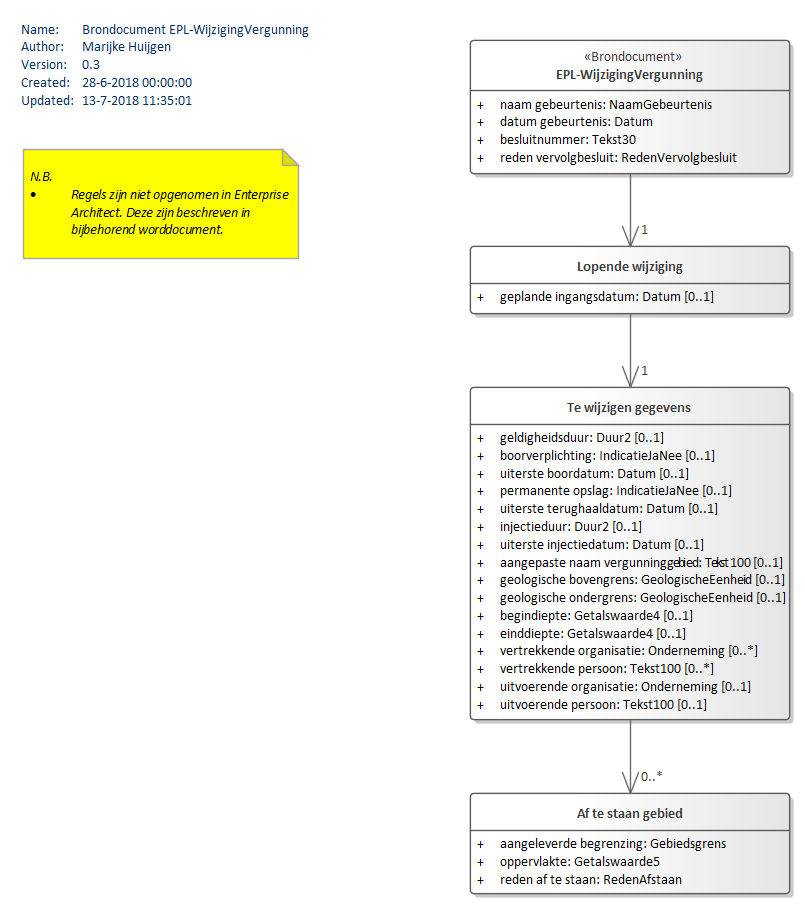 Name: Brondocument EPL-WijzigingVergunning
Author: Marijke Huijgen
Version: 0.3
Created: 28-6-2018 00:00:00
Updated: 13-7-2018 11:35:01
N.B.
• Regels zijn niet opgenomen in Enterprise
Architect. Deze zijn beschreven in
bijbehorend worddocument.
«Brondocument»
EPL-WijzigingVergunning
+ naam gebeurtenis: NaamGebeurtenis
+ datum gebeurtenis: Datum
+ besluitnummer: Tekst30
+ reden vervolgbesluit: RedenVervolgbesluit
1
Lopende wijziging
+ geplande ingangsdatum: Datum [0..1]
1
Te wijzigen gegevens
+ geldigheidsduur: Duur2 [0..1]
+ boorverplichting: IndicatieJaNee [0..1]
+ uiterste boordatum: Datum [0..1]
+ permanente opslag: IndicatieJaNee [0..1]
+ uiterste terughaaldatum: Datum [0..1]
+ injectieduur: Duur2 [0..1]
+ uiterste injectiedatum: Datum [0..1]
+ aangepaste naam vergunninggebied: Tekst100 [0..1]
+ geologische bovengrens: GeologischeEenheid [0..1]
+ geologische ondergrens: GeologischeEenheid [0..1]
+ begindiepte: Getalswaarde4 [0..1]
+ einddiepte: Getalswaarde4 [0..1]
+ vertrekkende organisatie: Onderneming [0..*]
+ vertrekkende persoon: Tekst100 [0..*]
+ uitvoerende organisatie: Onderneming [0..1]
+ uitvoerende persoon: Tekst100 [0..1]
0..*
Af te staan gebied
+ aangeleverde begrenzing: Gebiedsgrens
+ oppervlakte: Getalswaarde5
+ reden af te staan: RedenAfstaan